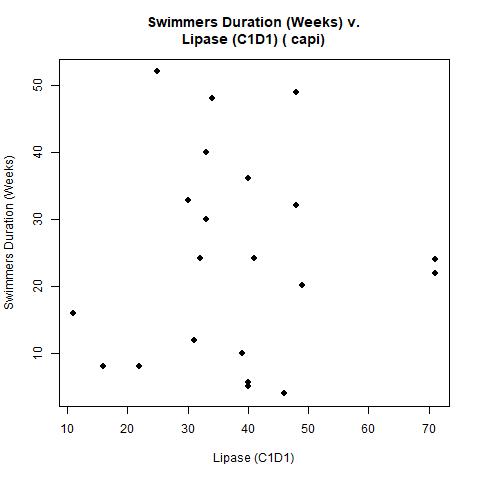 Swimmers Duration (Weeks) v.
Lipase (C1D1) ( capi)
Swimmers Duration (Weeks)
50
40
30
20
10
10 20 30 40 50 60 70
Lipase (C1D1)